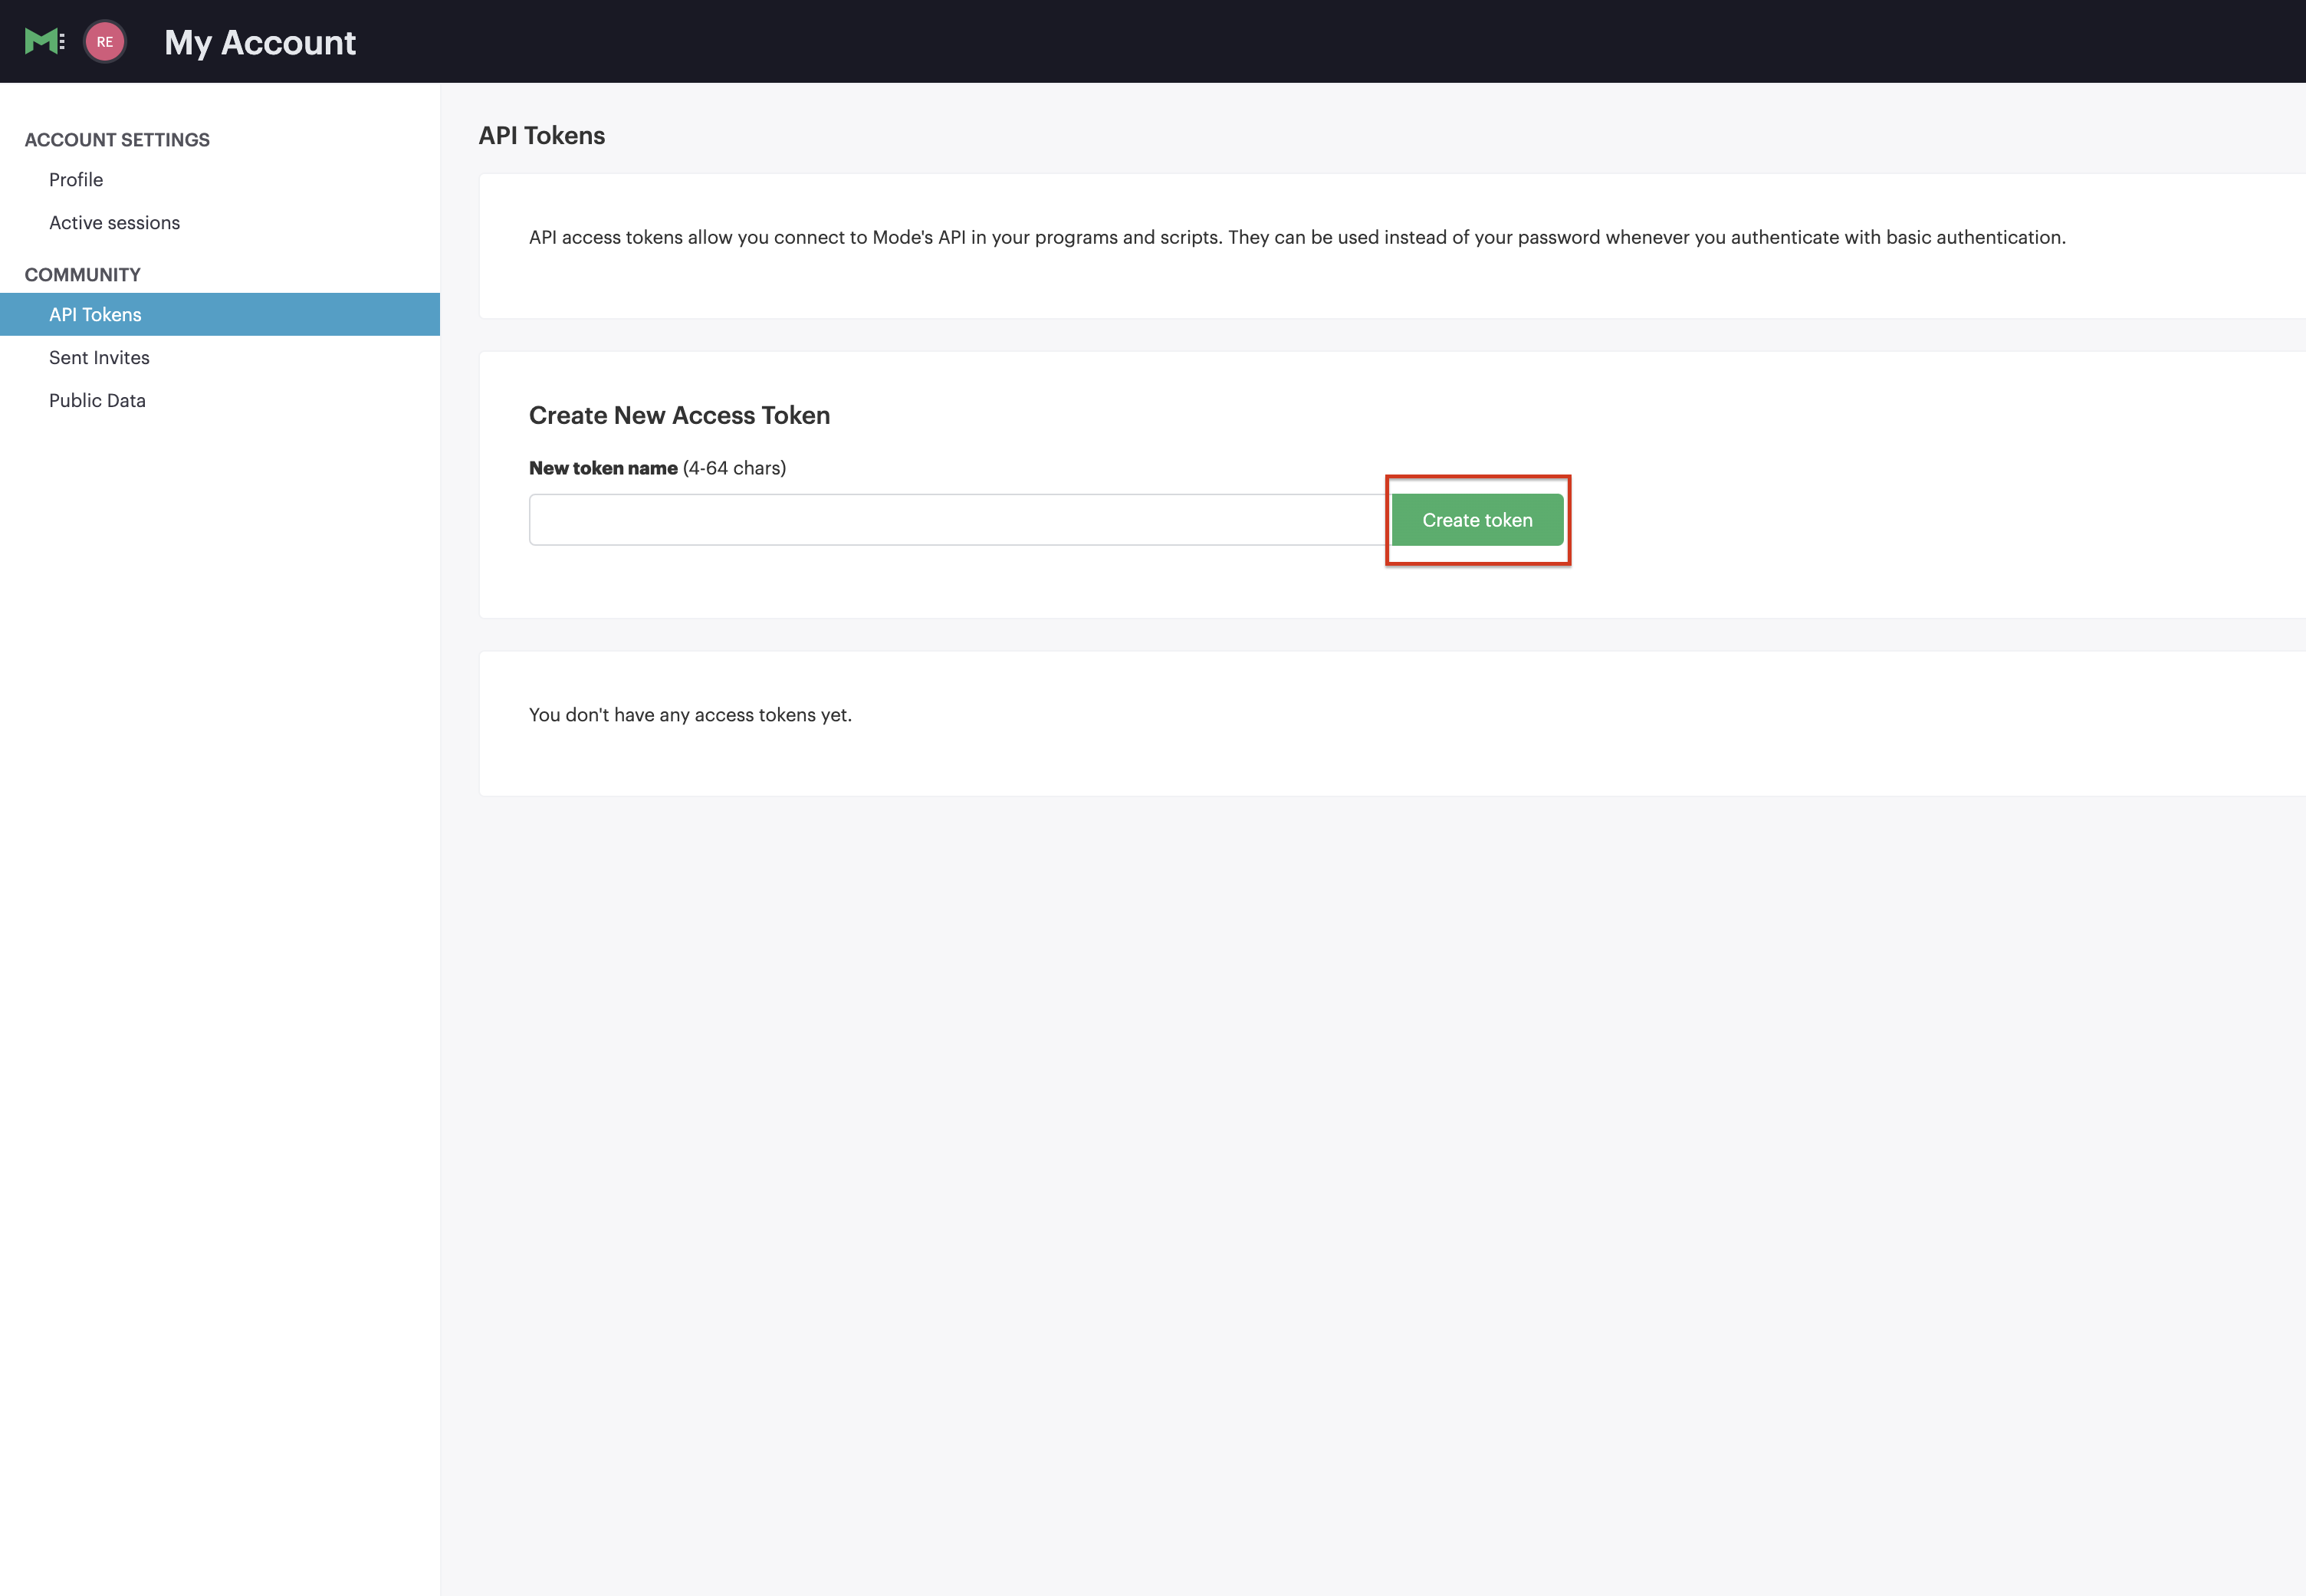 RE
My Account
ACCOUNT SETTINGS
Profile
Active sessions
COMMUNITY
API Tokens
Sent Invites
Public Data
API Tokens
API access tokens allow you connect to Mode's API in your programs and scripts. They can be used instead of your password whenever you authenticate with basic authentication.
Create New Access Token
New token name (4-64 chars)
Create token
You don't have any access tokens yet.